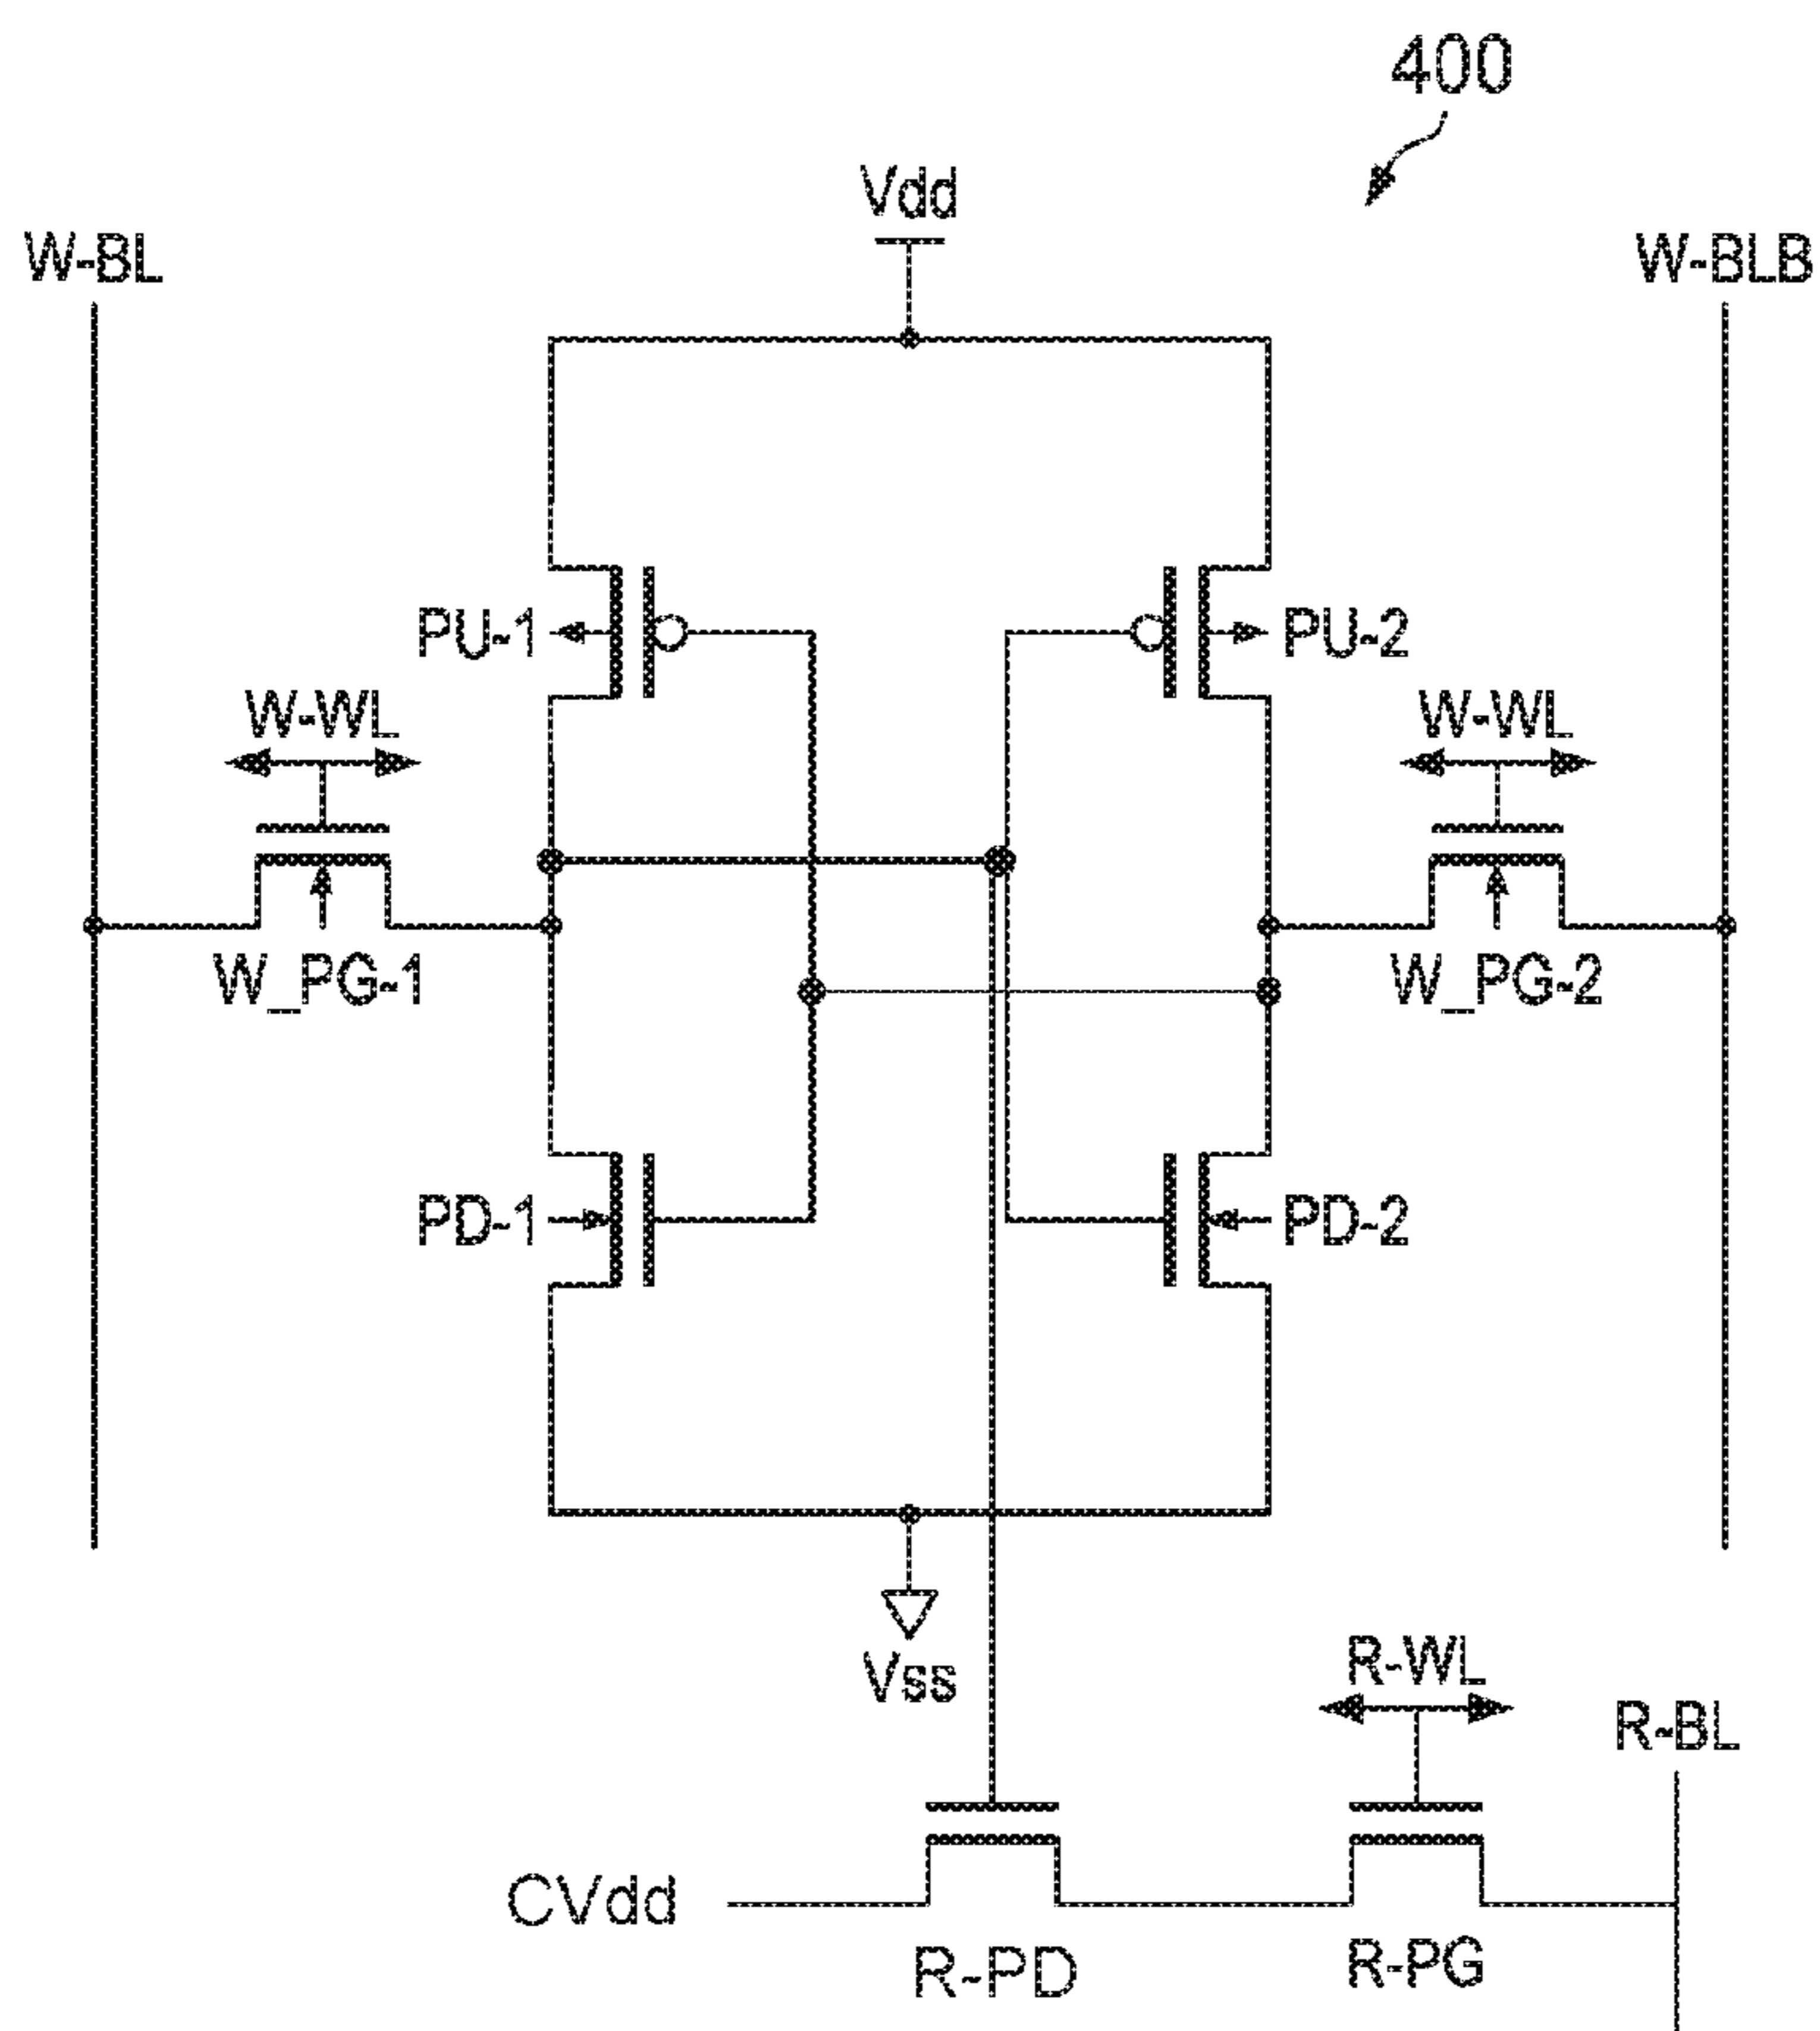 400
Vdd
W-BL
W-BLB
PU-1
PU-2
W-WL
W-WL
W_PG-1
W_PG-2
PD-1
PD-2
Vss
R-WL
R-BL
CVdd
R-PD
R-PG